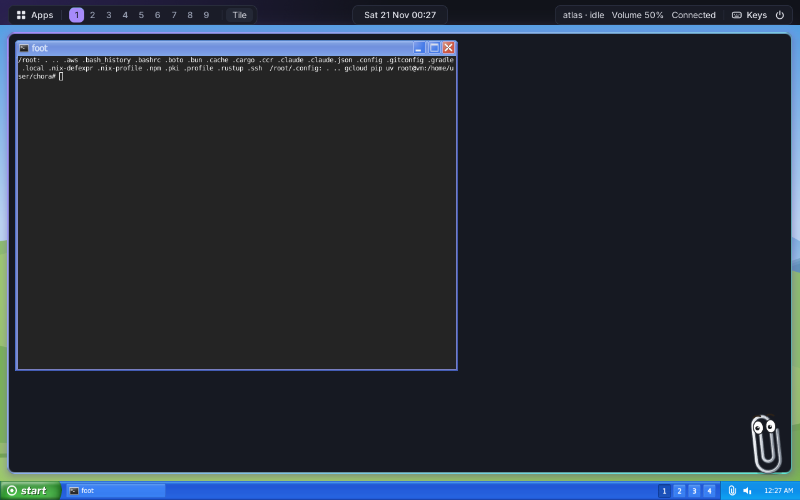 Apps 1 2 3 4 5 6 7 8 9 Tile Sat 21 Nov 00:27 atlas · idle Volume 50% Connected Keys
foot
/root: . .. .aws .bash_history .bashrc .boto .bun .cache .cargo .ccr .claude .claude.json .config .gitconfig .gradle
.local .nix-defexpr .nix-profile .npm .pki .profile .rustup .ssh /root/.config: . .. gcloud pip uv root@vm:/home/u
ser/chora#
start foot 1 2 3 4 12:27 AM